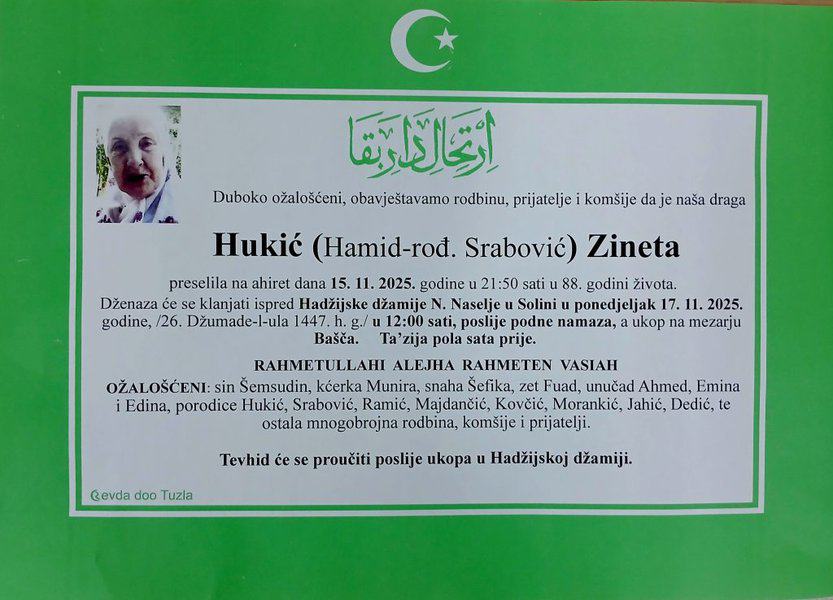 اِرْتِحَالِ دَارِ بَقَا
Duboko ožalošćeni, obavještavamo rodbinu, prijatelje i komšije da je naša draga
Hukić (Hamid-rođ. Srabović) Zineta
preselila na ahiret dana 15. 11. 2025. godine u 21:50 sati u 88. godini života.
Dženaza će se klanjati ispred Hadžijske džamije N. Naselje u Solini u ponedjeljak 17. 11. 2025.
godine, /26. Džumade-l-ula 1447. h. g./ u 12:00 sati, poslije podne namaza, a ukop na mezarju
Bašča. Ta'zija pola sata prije.
RAHMETULLAHI ALEJHA RAHMETEN VASIAH
OŽALOŠĆENI: sin Šemsudin, kćerka Munira, snaha Šefika, zet Fuad, unučad Ahmed, Emina
i Edina, porodice Hukić, Srabović, Ramić, Majdančić, Kovčić, Morankić, Jahić, Dedić, te
ostala mnogobrojna rodbina, komšije i prijatelji.
Tevhid će se proučiti poslije ukopa u Hadžijskoj džamiji.
evda doo Tuzla